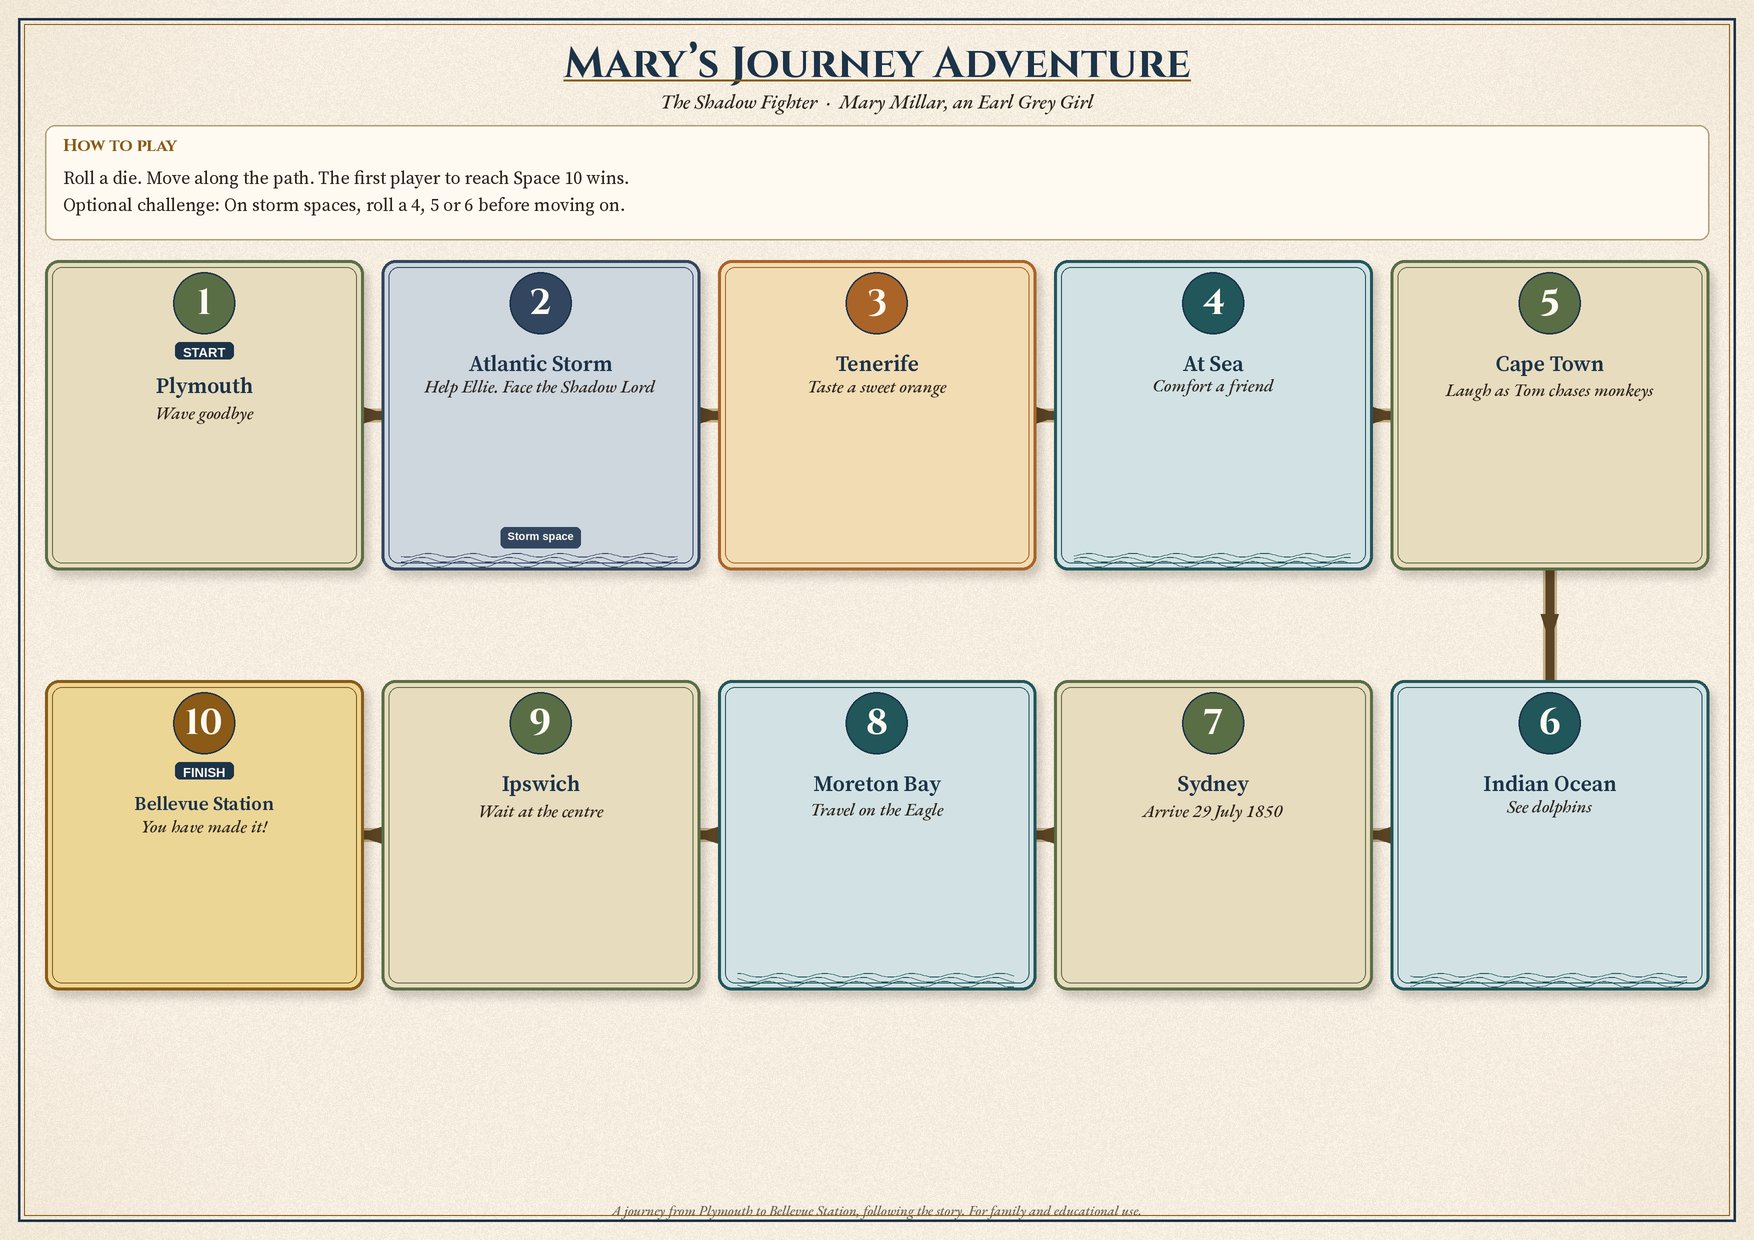 Mary's Journey Adventure
The Shadow Fighter · Mary Millar, an Earl Grey Girl
How to play
Roll a die. Move along the path. The first player to reach Space 10 wins.
Optional challenge: On storm spaces, roll a 4, 5 or 6 before moving on.
1
START
Plymouth
Wave goodbye
2
Atlantic Storm
Help Ellie. Face the Shadow Lord
Storm space
3
Tenerife
Taste a sweet orange
4
At Sea
Comfort a friend
5
Cape Town
Laugh as Tom chases monkeys
6
Indian Ocean
See dolphins
7
Sydney
Arrive 29 July 1850
8
Moreton Bay
Travel on the Eagle
9
Ipswich
Wait at the centre
10
FINISH
Bellevue Station
You have made it!
A journey from Plymouth to Bellevue Station, following the story. For family and educational use.